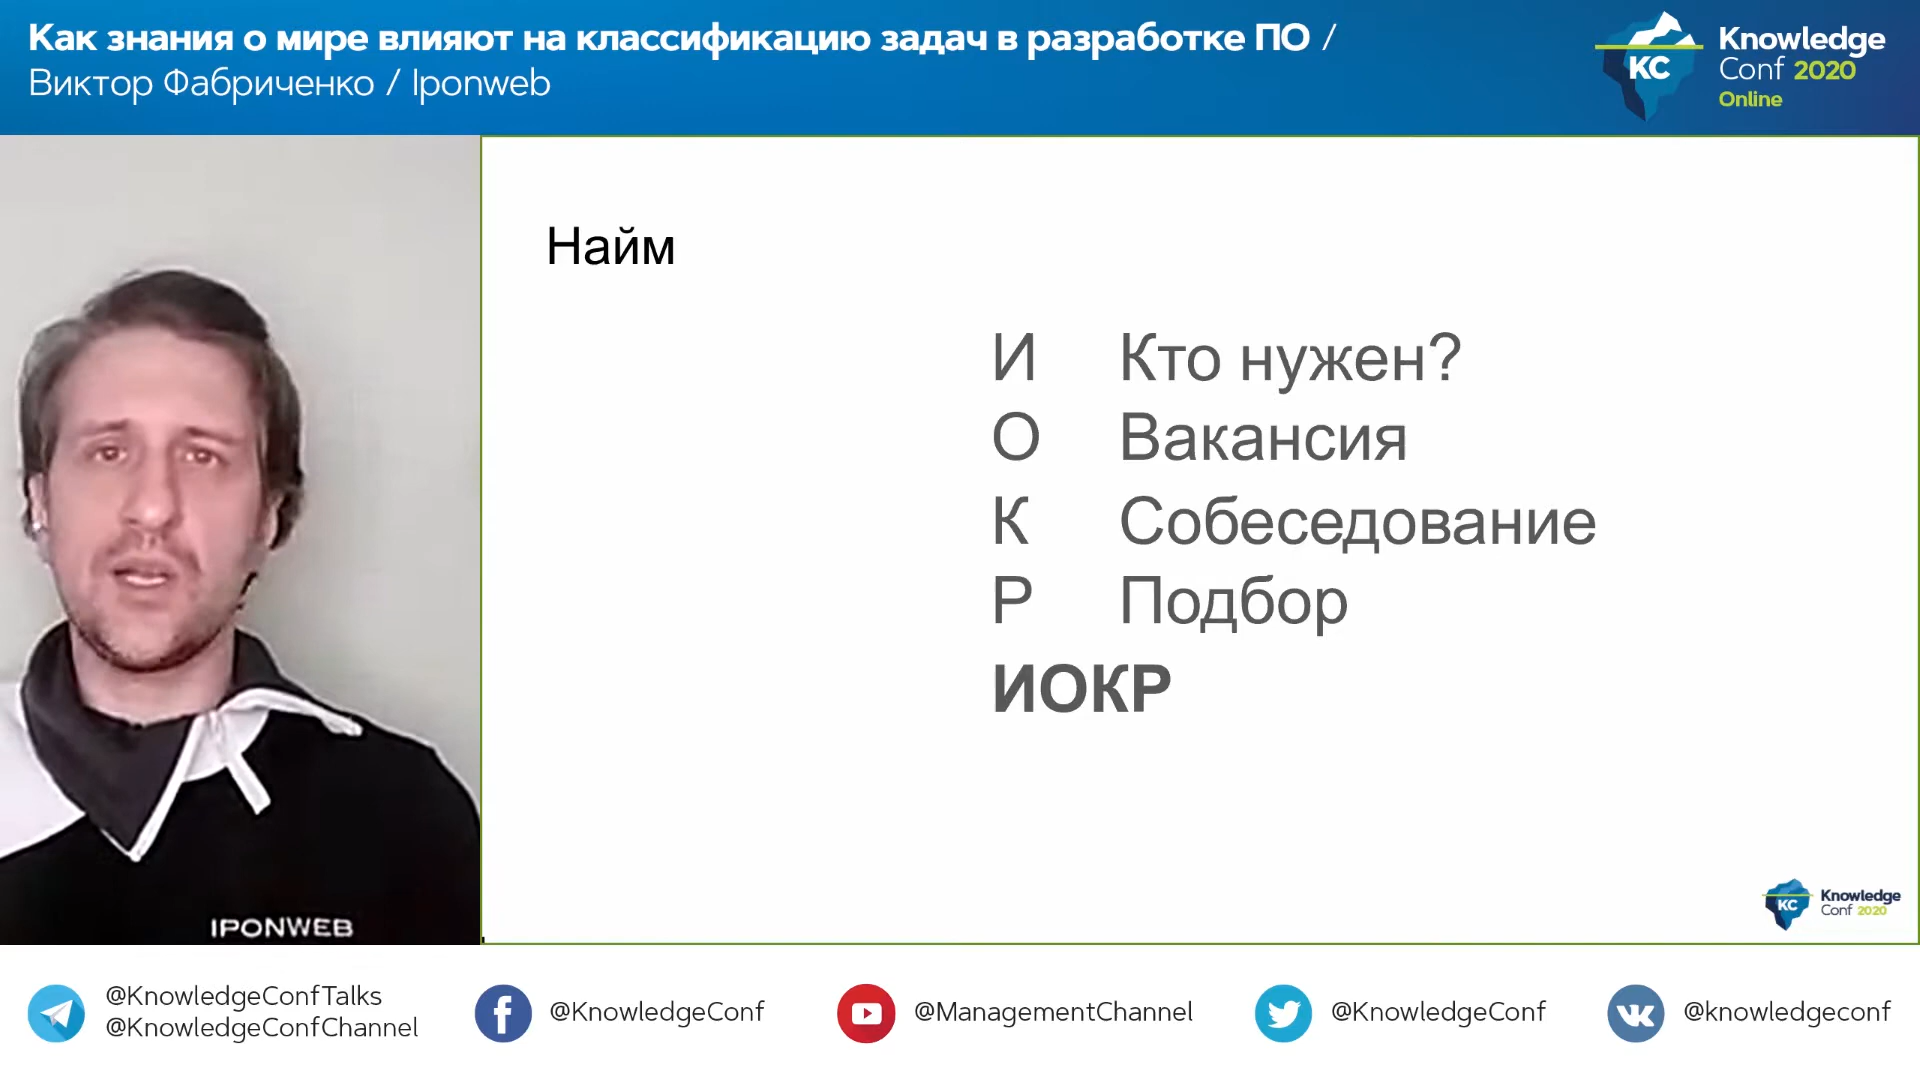 Как знания о мире влияют на классификацию задач в разработке ПО /
Виктор Фабриченко / Iponweb
KC
Knowledge
Conf 2020
Online
Найм
И Кто нужен?
О Вакансия
К Собеседование
Р Подбор
ИОКР
IPONWEB
KC
Knowledge
Conf 2020
@KnowledgeConfTalks
@KnowledgeConfChannel
@KnowledgeConf
@ManagementChannel
@KnowledgeConf
@knowledgeconf